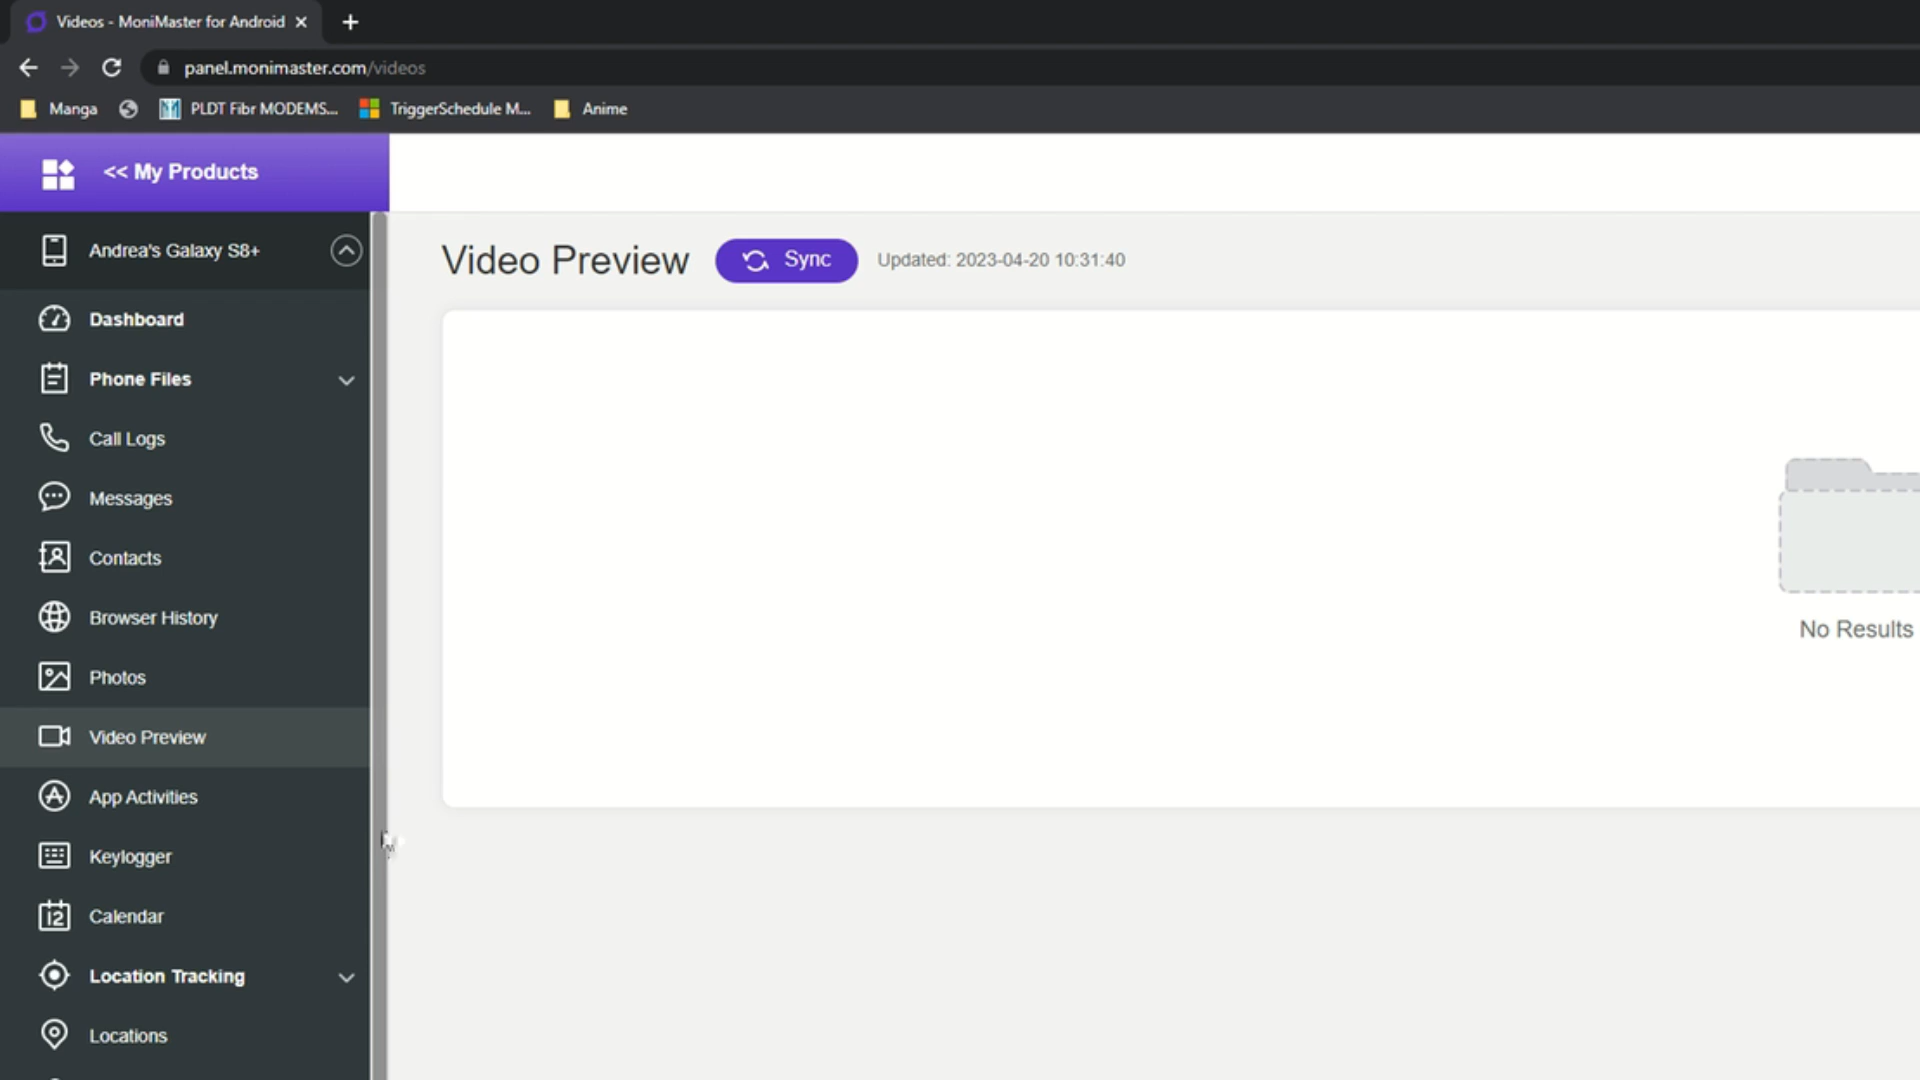 Videos - MoniMaster for Android
panel.monimaster.com/videos
Manga
PLDT Fibr MODEMS...
TriggerSchedule M...
Anime
<< My Products
Andrea's Galaxy S8+
Video Preview
Sync
Updated: 2023-04-20 10:31:40
Dashboard
Phone Files
Call Logs
Messages
Contacts
Browser History
Photos
Video Preview
App Activities
Keylogger
12
Calendar
Location Tracking
Locations
No Results